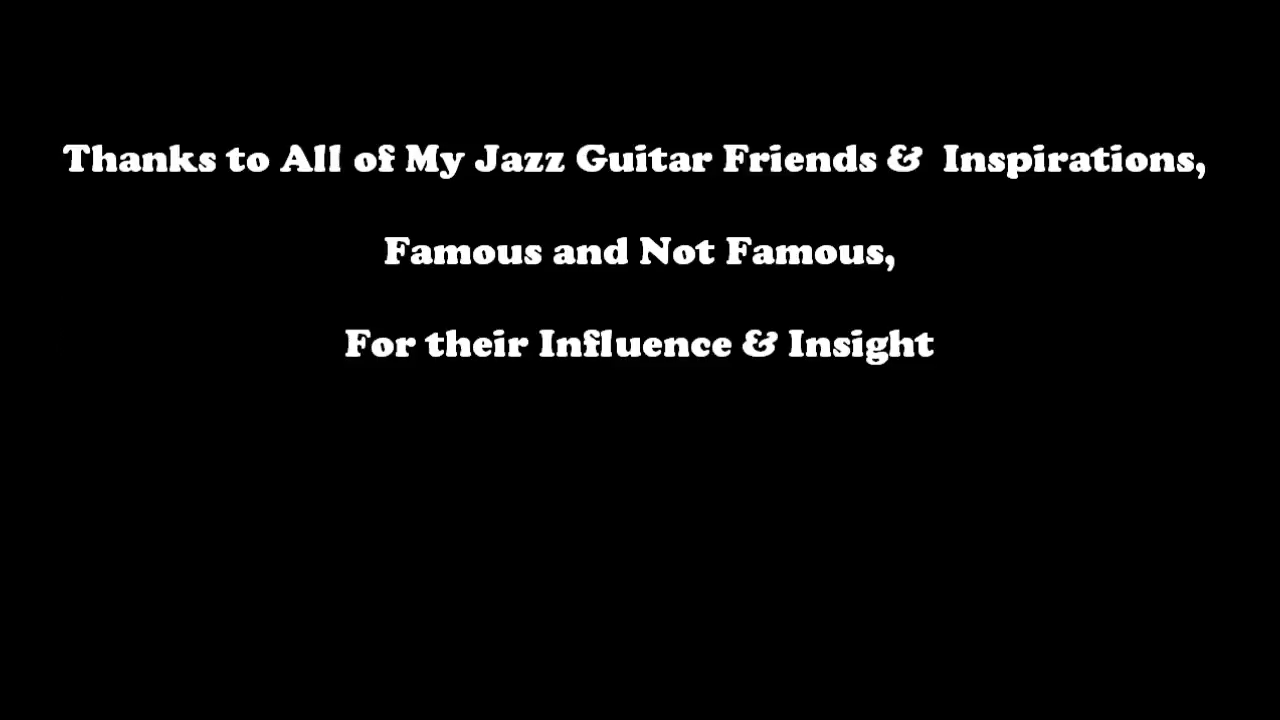 Thanks to All of My Jazz Guitar Friends & Inspirations,
Famous and Not Famous,
For their Influence & Insight